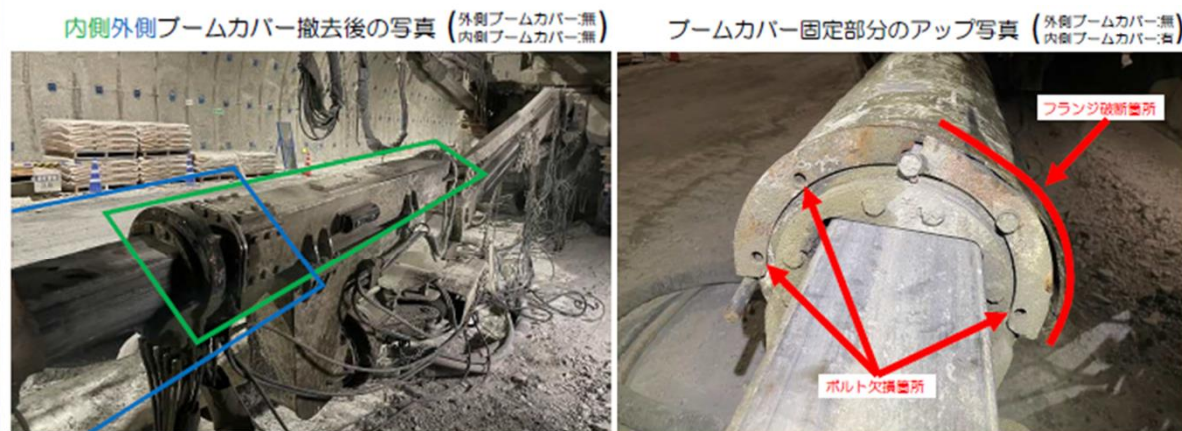 内側外側ブームカバー撤去後の写真（外側ブームカバー:無
内側ブームカバー:無）
ブームカバー固定部分のアップ写真（外側ブームカバー:無
内側ブームカバー:有）
フランジ破断箇所
ボルト欠損箇所